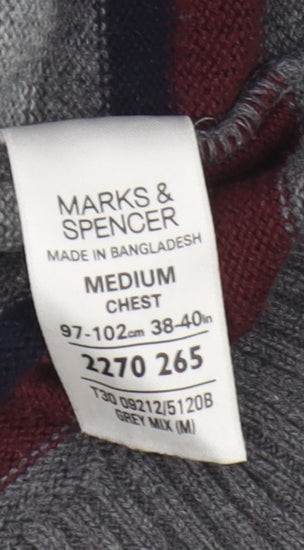 MARKS &
SPENCER
MADE IN BANGLADESH
MEDIUM
CHEST
97-102cm 38-40in
2270 265
T30 09212/5120B
GREY MIX (M)